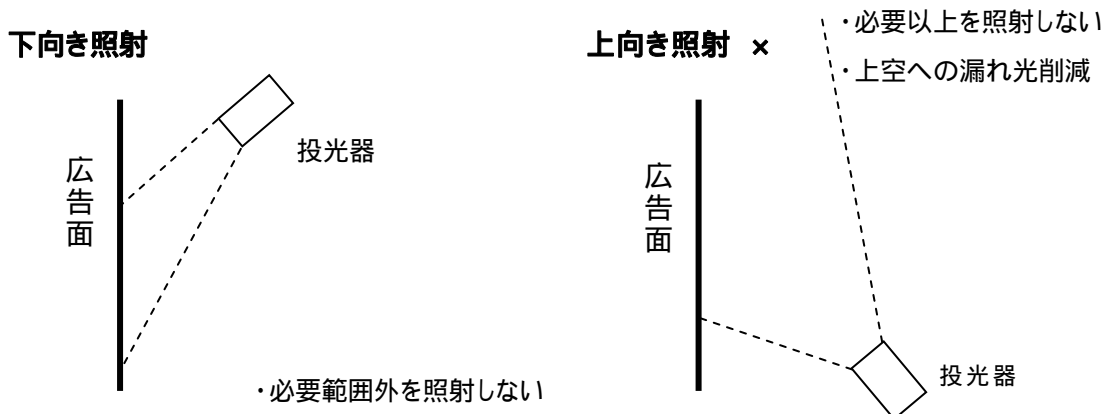 下向き照射
投光器
広告面
・必要範囲外を照射しない
上向き照射 ×
・必要以上を照射しない
・上空への漏れ光削減
広告面
投光器